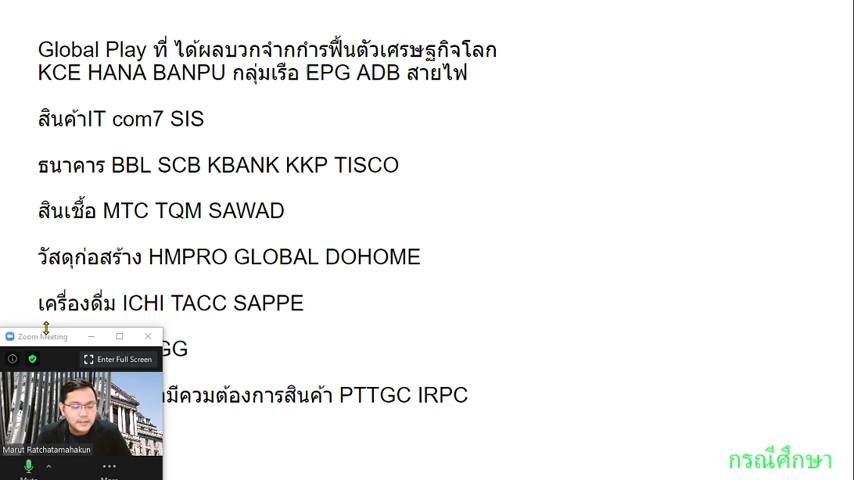 Global Play ที่ ได้ผลบวกจำกกำรฟื้นตัวเศรษฐกิจโลก
KCE HANA BANPU กลุ่มเรือ EPG ADB สายไฟ
สินค้าIT com7 SIS
ธนาคาร BBL SCB KBANK KKP TISCO
สินเชื้อ MTC TQM SAWAD
วัสดุก่อสร้าง HMPRO GLOBAL DOHOME
เครื่องดื่ม ICHI TACC SAPPE
GG
มีควมต้องการสินค้า PTTGC IRPC
Zoom Meeting
Enter Full Screen
Marut Ratchatamahakun
กรณีศึกษา